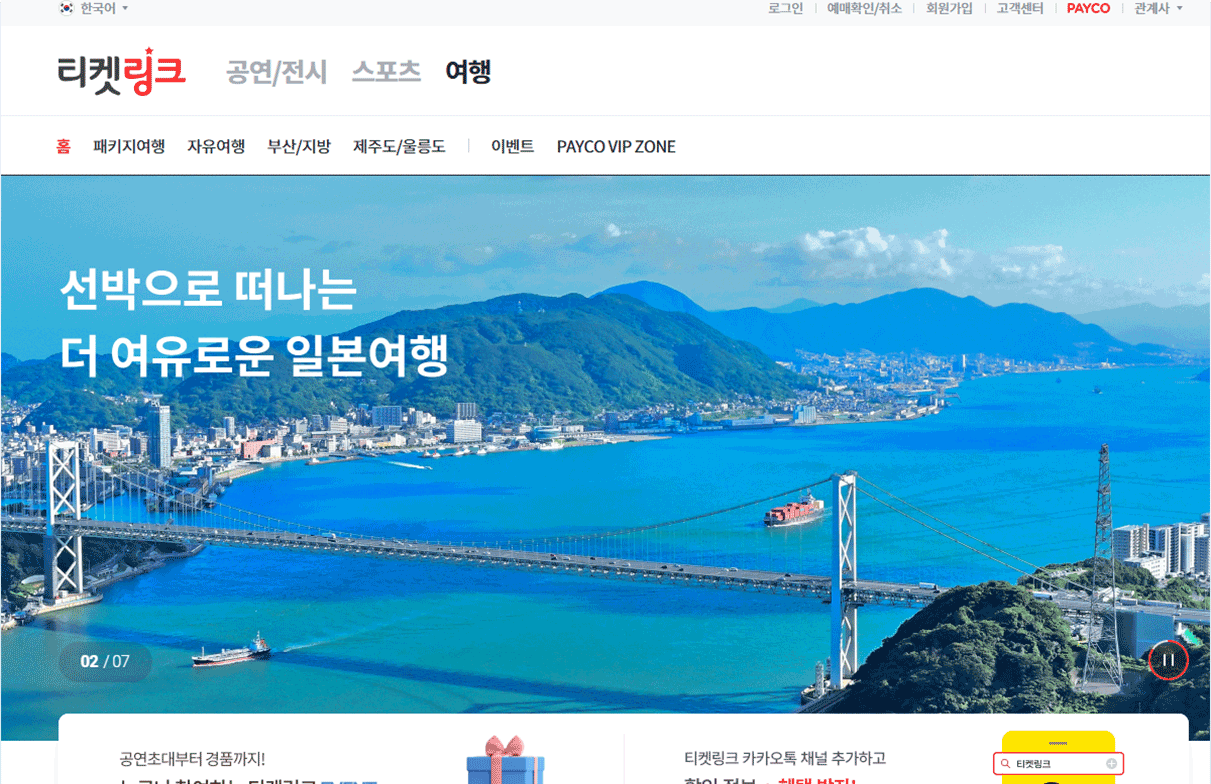 한국어
로그인 예매확인/취소 회원가입 고객센터 PAYCO 관계사
티켓링크 공연/전시 스포츠 여행
홈 패키지여행 자유여행 부산/지방 제주도/울릉도 이벤트 PAYCO VIP ZONE
선박으로 떠나는
더 여유로운 일본여행
02 / 07
공연초대부터 경품까지!
티켓링크 카카오톡 채널 추가하고
티켓링크